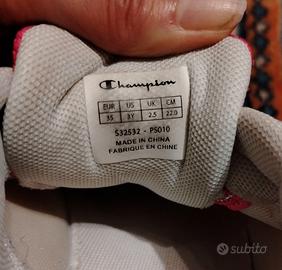 Champion
EUR US UK CM
35 3Y 2.5 22.0
S32532 - PS010
MADE IN CHINA
FABRIQUE EN CHINE
subito